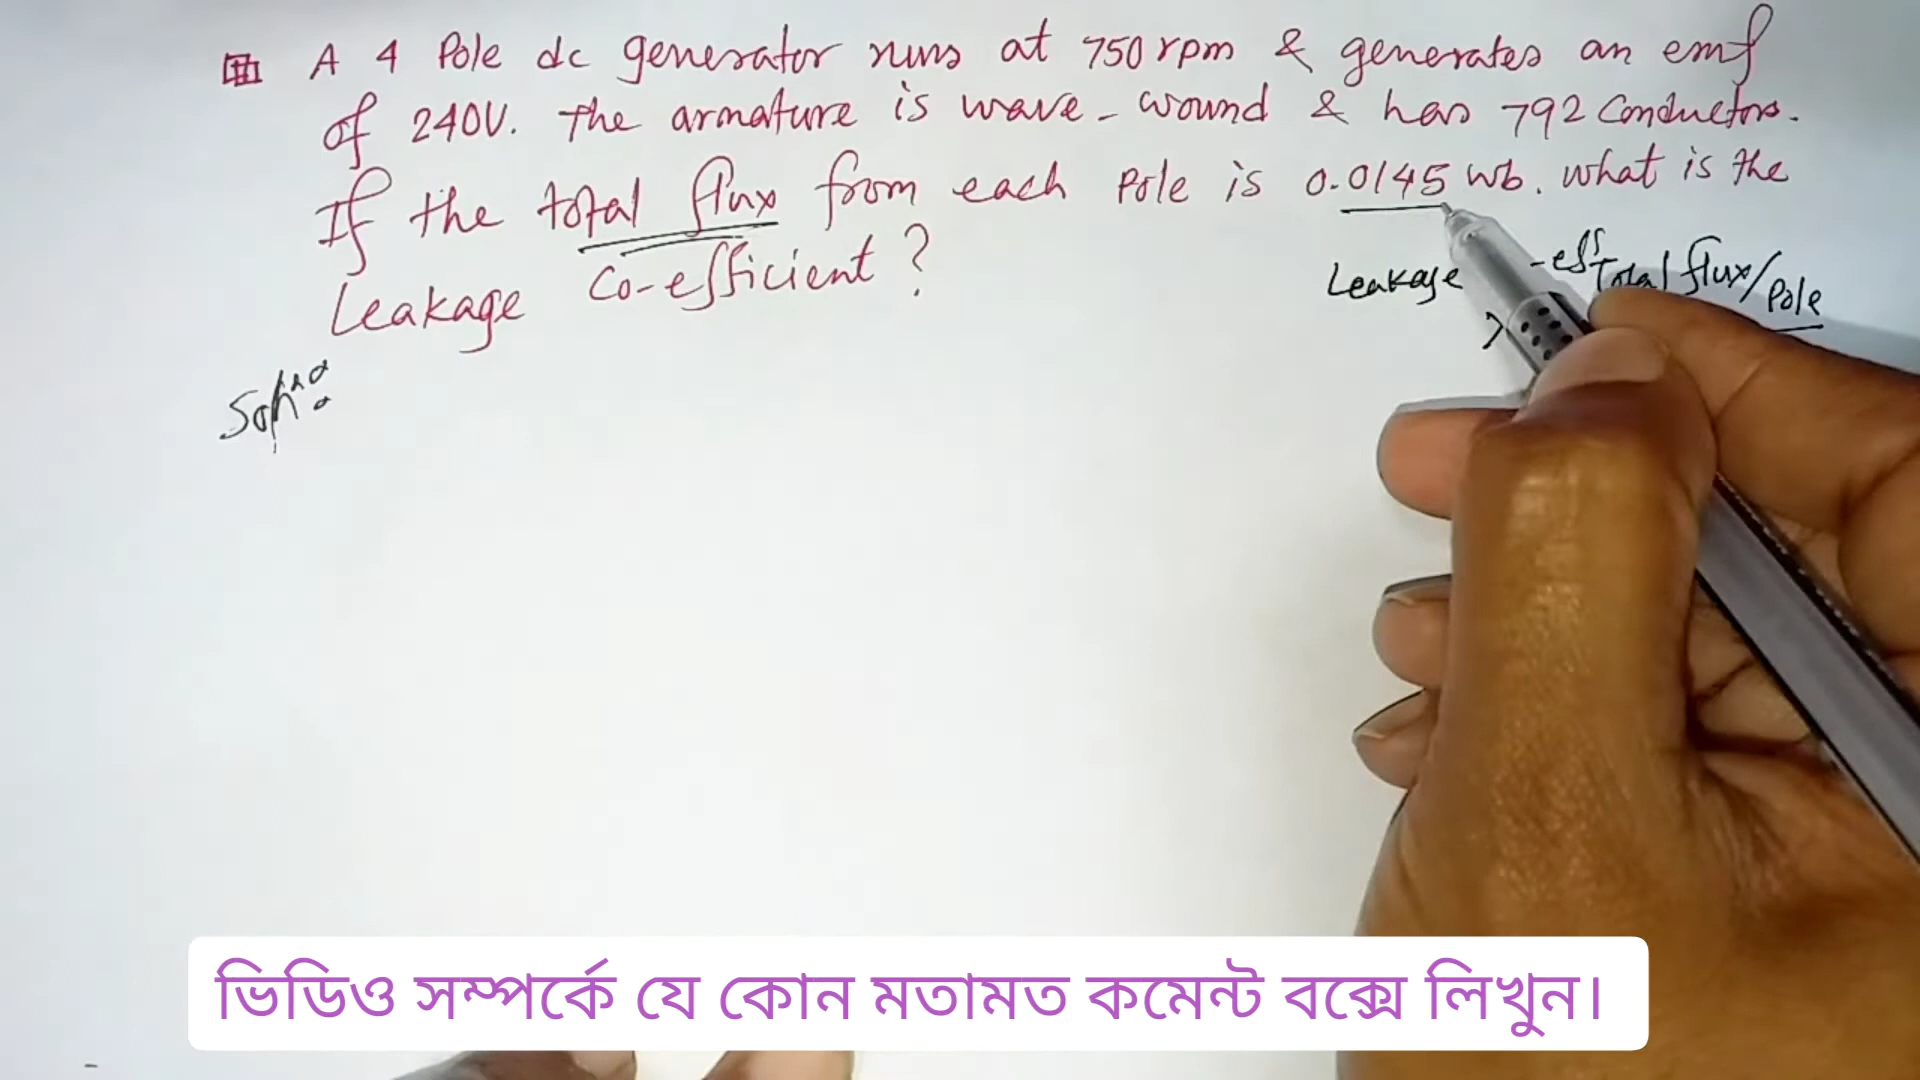 A 4 Pole dc generator runs at 750 rpm & generates an emf
of 240V. The armature is wave-wound & has 792 Conductors.
If the total flux from each Pole is 0.0145 wb. what is the
Leakage Co-efficient?
Leakage -eff
Total flux/Pole
Soln:
ভিডিও সম্পর্কে যে কোন মতামত কমেন্ট বক্সে লিখুন।